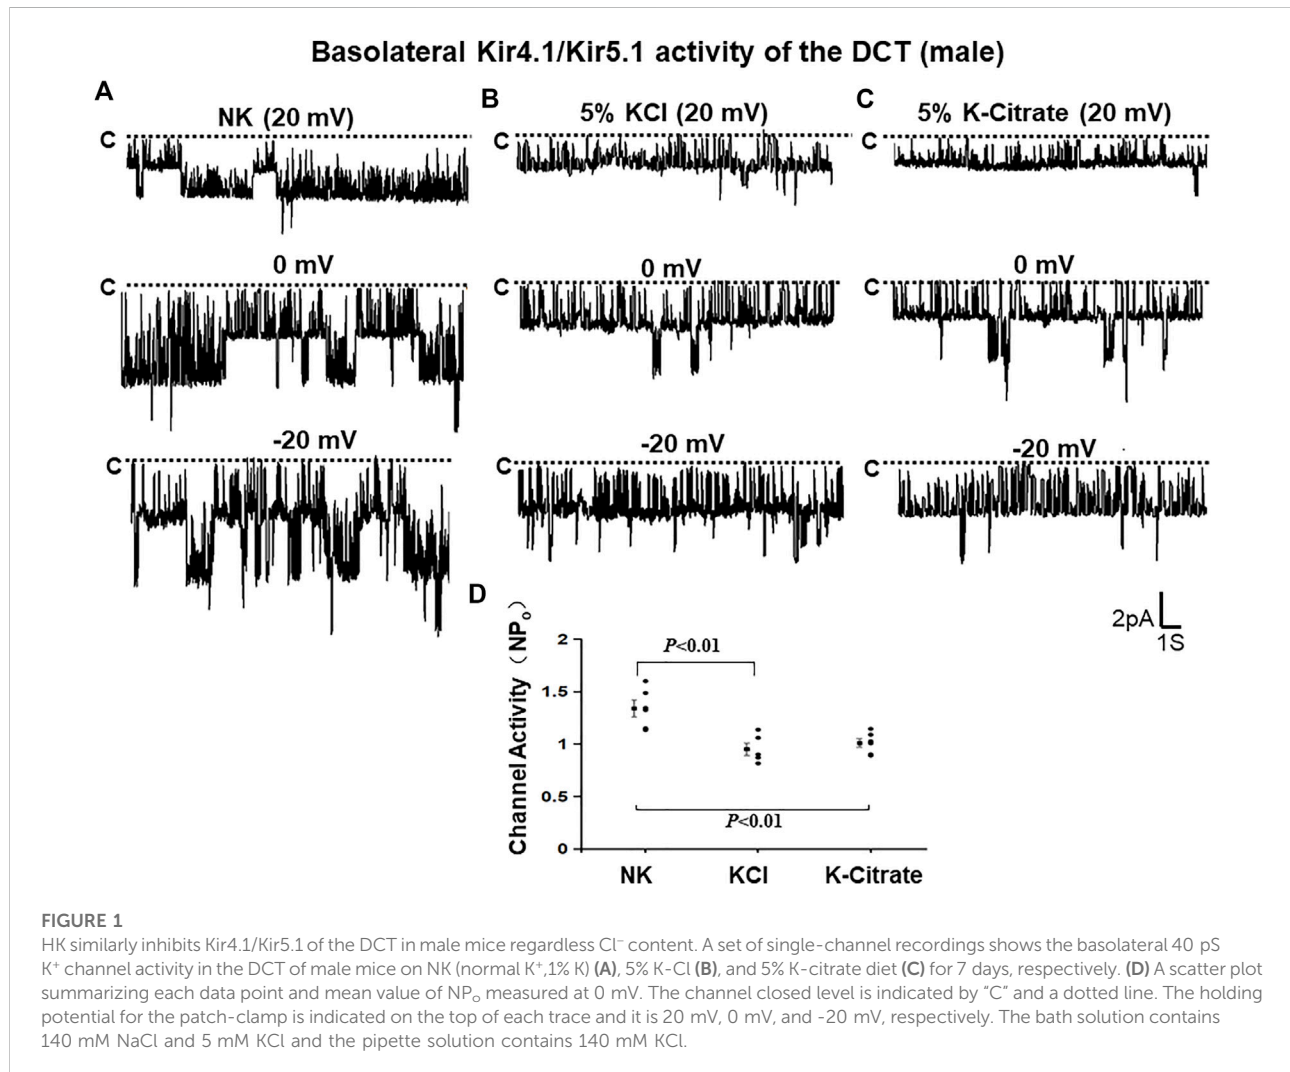 Basolateral Kir4.1/Kir5.1 activity of the DCT (male)
A
NK (20 mV)
C
0 mV
C
-20 mV
C
B
5% KCl (20 mV)
C
0 mV
C
-20 mV
C
C
5% K-Citrate (20 mV)
C
0 mV
C
-20 mV
C
2pA
1S
D
Channel Activity (NPo)
2
1.5
1
0.5
0
P<0.01
P<0.01
NK
KCl
K-Citrate
FIGURE 1
HK similarly inhibits Kir4.1/Kir5.1 of the DCT in male mice regardless Cl⁻ content. A set of single-channel recordings shows the basolateral 40 pS
K⁺ channel activity in the DCT of male mice on NK (normal K⁺,1% K) (A), 5% K-Cl (B), and 5% K-citrate diet (C) for 7 days, respectively. (D) A scatter plot
summarizing each data point and mean value of NPo measured at 0 mV. The channel closed level is indicated by “C” and a dotted line. The holding
potential for the patch-clamp is indicated on the top of each trace and it is 20 mV, 0 mV, and -20 mV, respectively. The bath solution contains
140 mM NaCl and 5 mM KCl and the pipette solution contains 140 mM KCl.